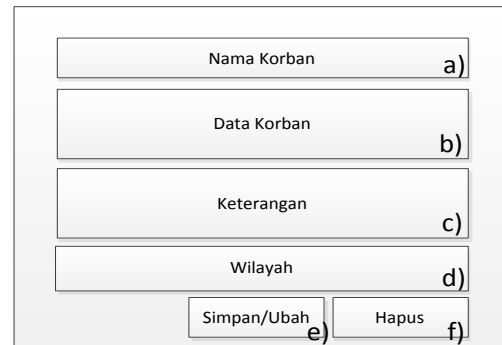 Nama Korban a)
Data Korban b)
Keterangan c)
Wilayah d)
Simpan/Ubah e) Hapus f)